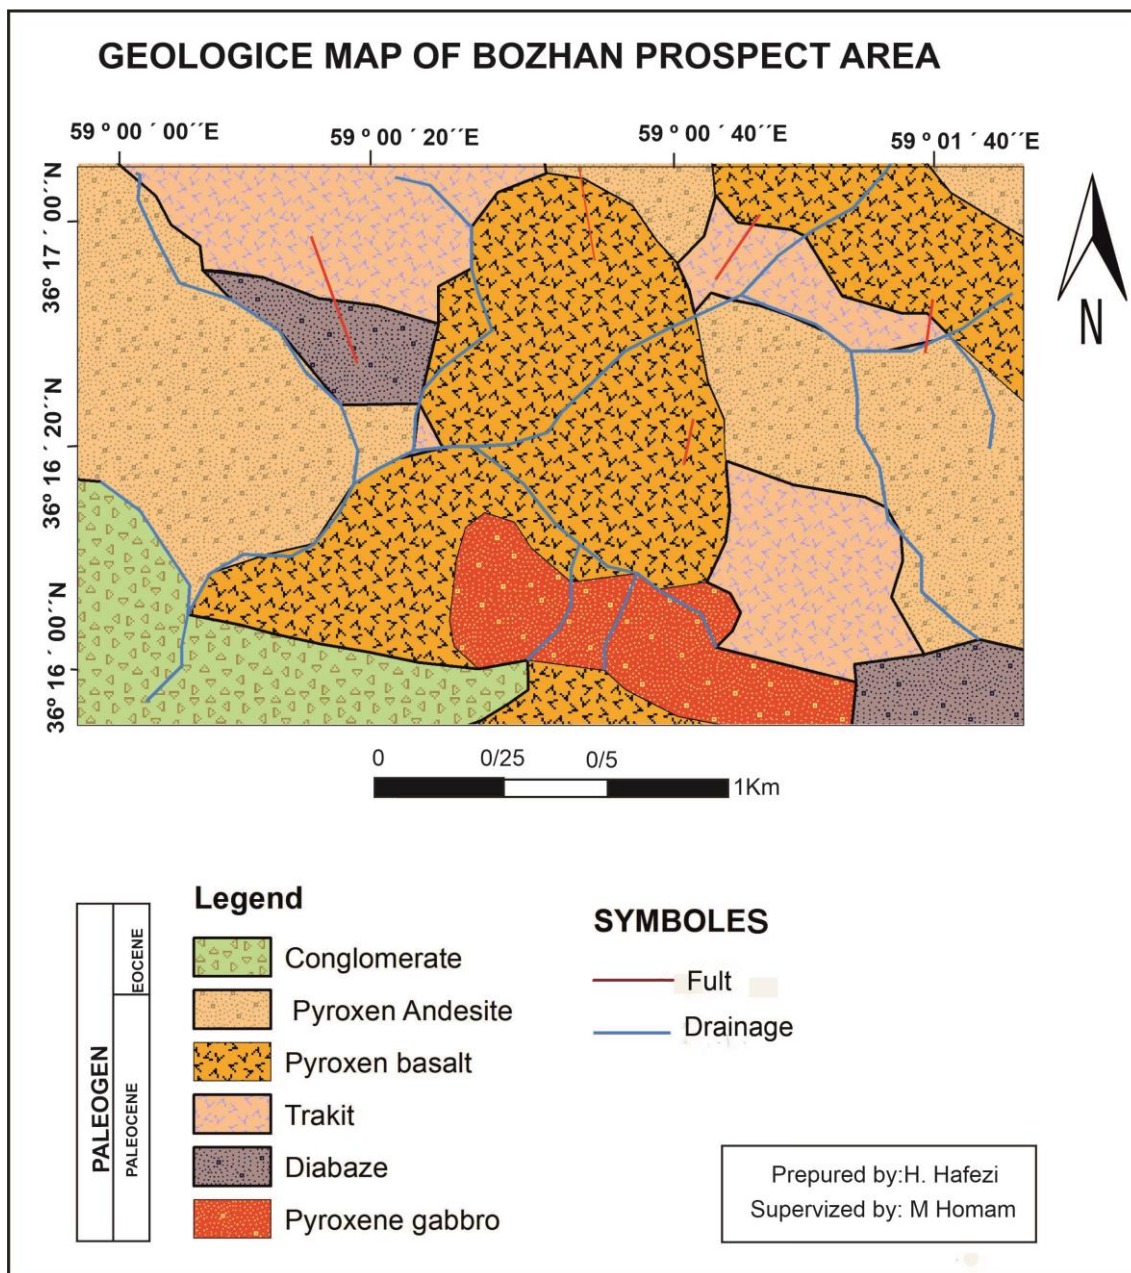 GEOLOGICE MAP OF BOZHAN PROSPECT AREA
59 º 00 ´ 00´´E
59 º 00 ´ 20´´E
59 º 00 ´ 40´´E
59 º 01 ´ 40´´E
36º 17 ´ 00´´N
36º 16 ´ 20´´N
36º 16 ´ 00´´N
N
0 0/25 0/5 1Km
Legend
Conglomerate
Pyroxen Andesite
Pyroxen basalt
Trakit
Diabaze
Pyroxene gabbro
PALEOGEN
EOCENE
PALEOCENE
SYMBOLES
Fult
Drainage
Prepured by:H. Hafezi
Supervized by: M Homam